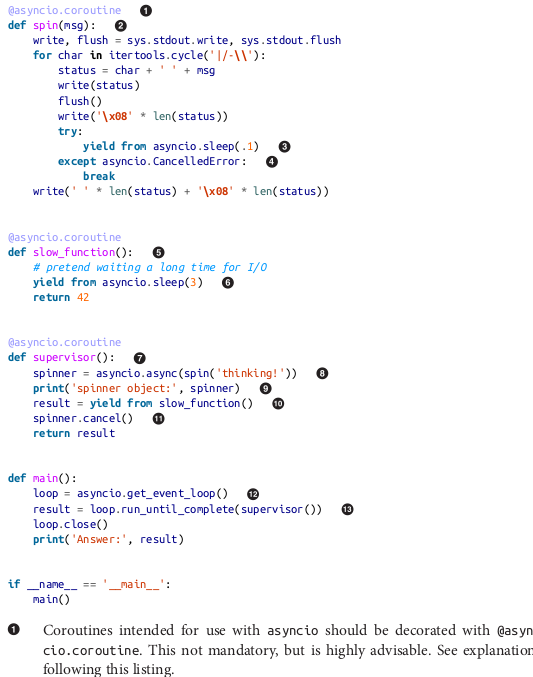 @asyncio.coroutine ❶
def spin(msg): ❷
    write, flush = sys.stdout.write, sys.stdout.flush
    for char in itertools.cycle('|/-\\'):
        status = char + ' ' + msg
        write(status)
        flush()
        write('\x08' * len(status))
        try:
            yield from asyncio.sleep(.1) ❸
        except asyncio.CancelledError: ❹
            break
    write(' ' * len(status) + '\x08' * len(status))
@asyncio.coroutine
def slow_function(): ❺
    # pretend waiting a long time for I/O
    yield from asyncio.sleep(3) ❻
    return 42
@asyncio.coroutine
def supervisor(): ❼
    spinner = asyncio.async(spin('thinking!')) ❽
    print('spinner object:', spinner) ❾
    result = yield from slow_function() ❿
    spinner.cancel() ⓫
    return result
def main():
    loop = asyncio.get_event_loop() ⓬
    result = loop.run_until_complete(supervisor()) ⓭
    loop.close()
    print('Answer:', result)
if __name__ == '__main__':
    main()
❶ Coroutines intended for use with asyncio should be decorated with @asyn
cio.coroutine. This not mandatory, but is highly advisable. See explanation
following this listing.